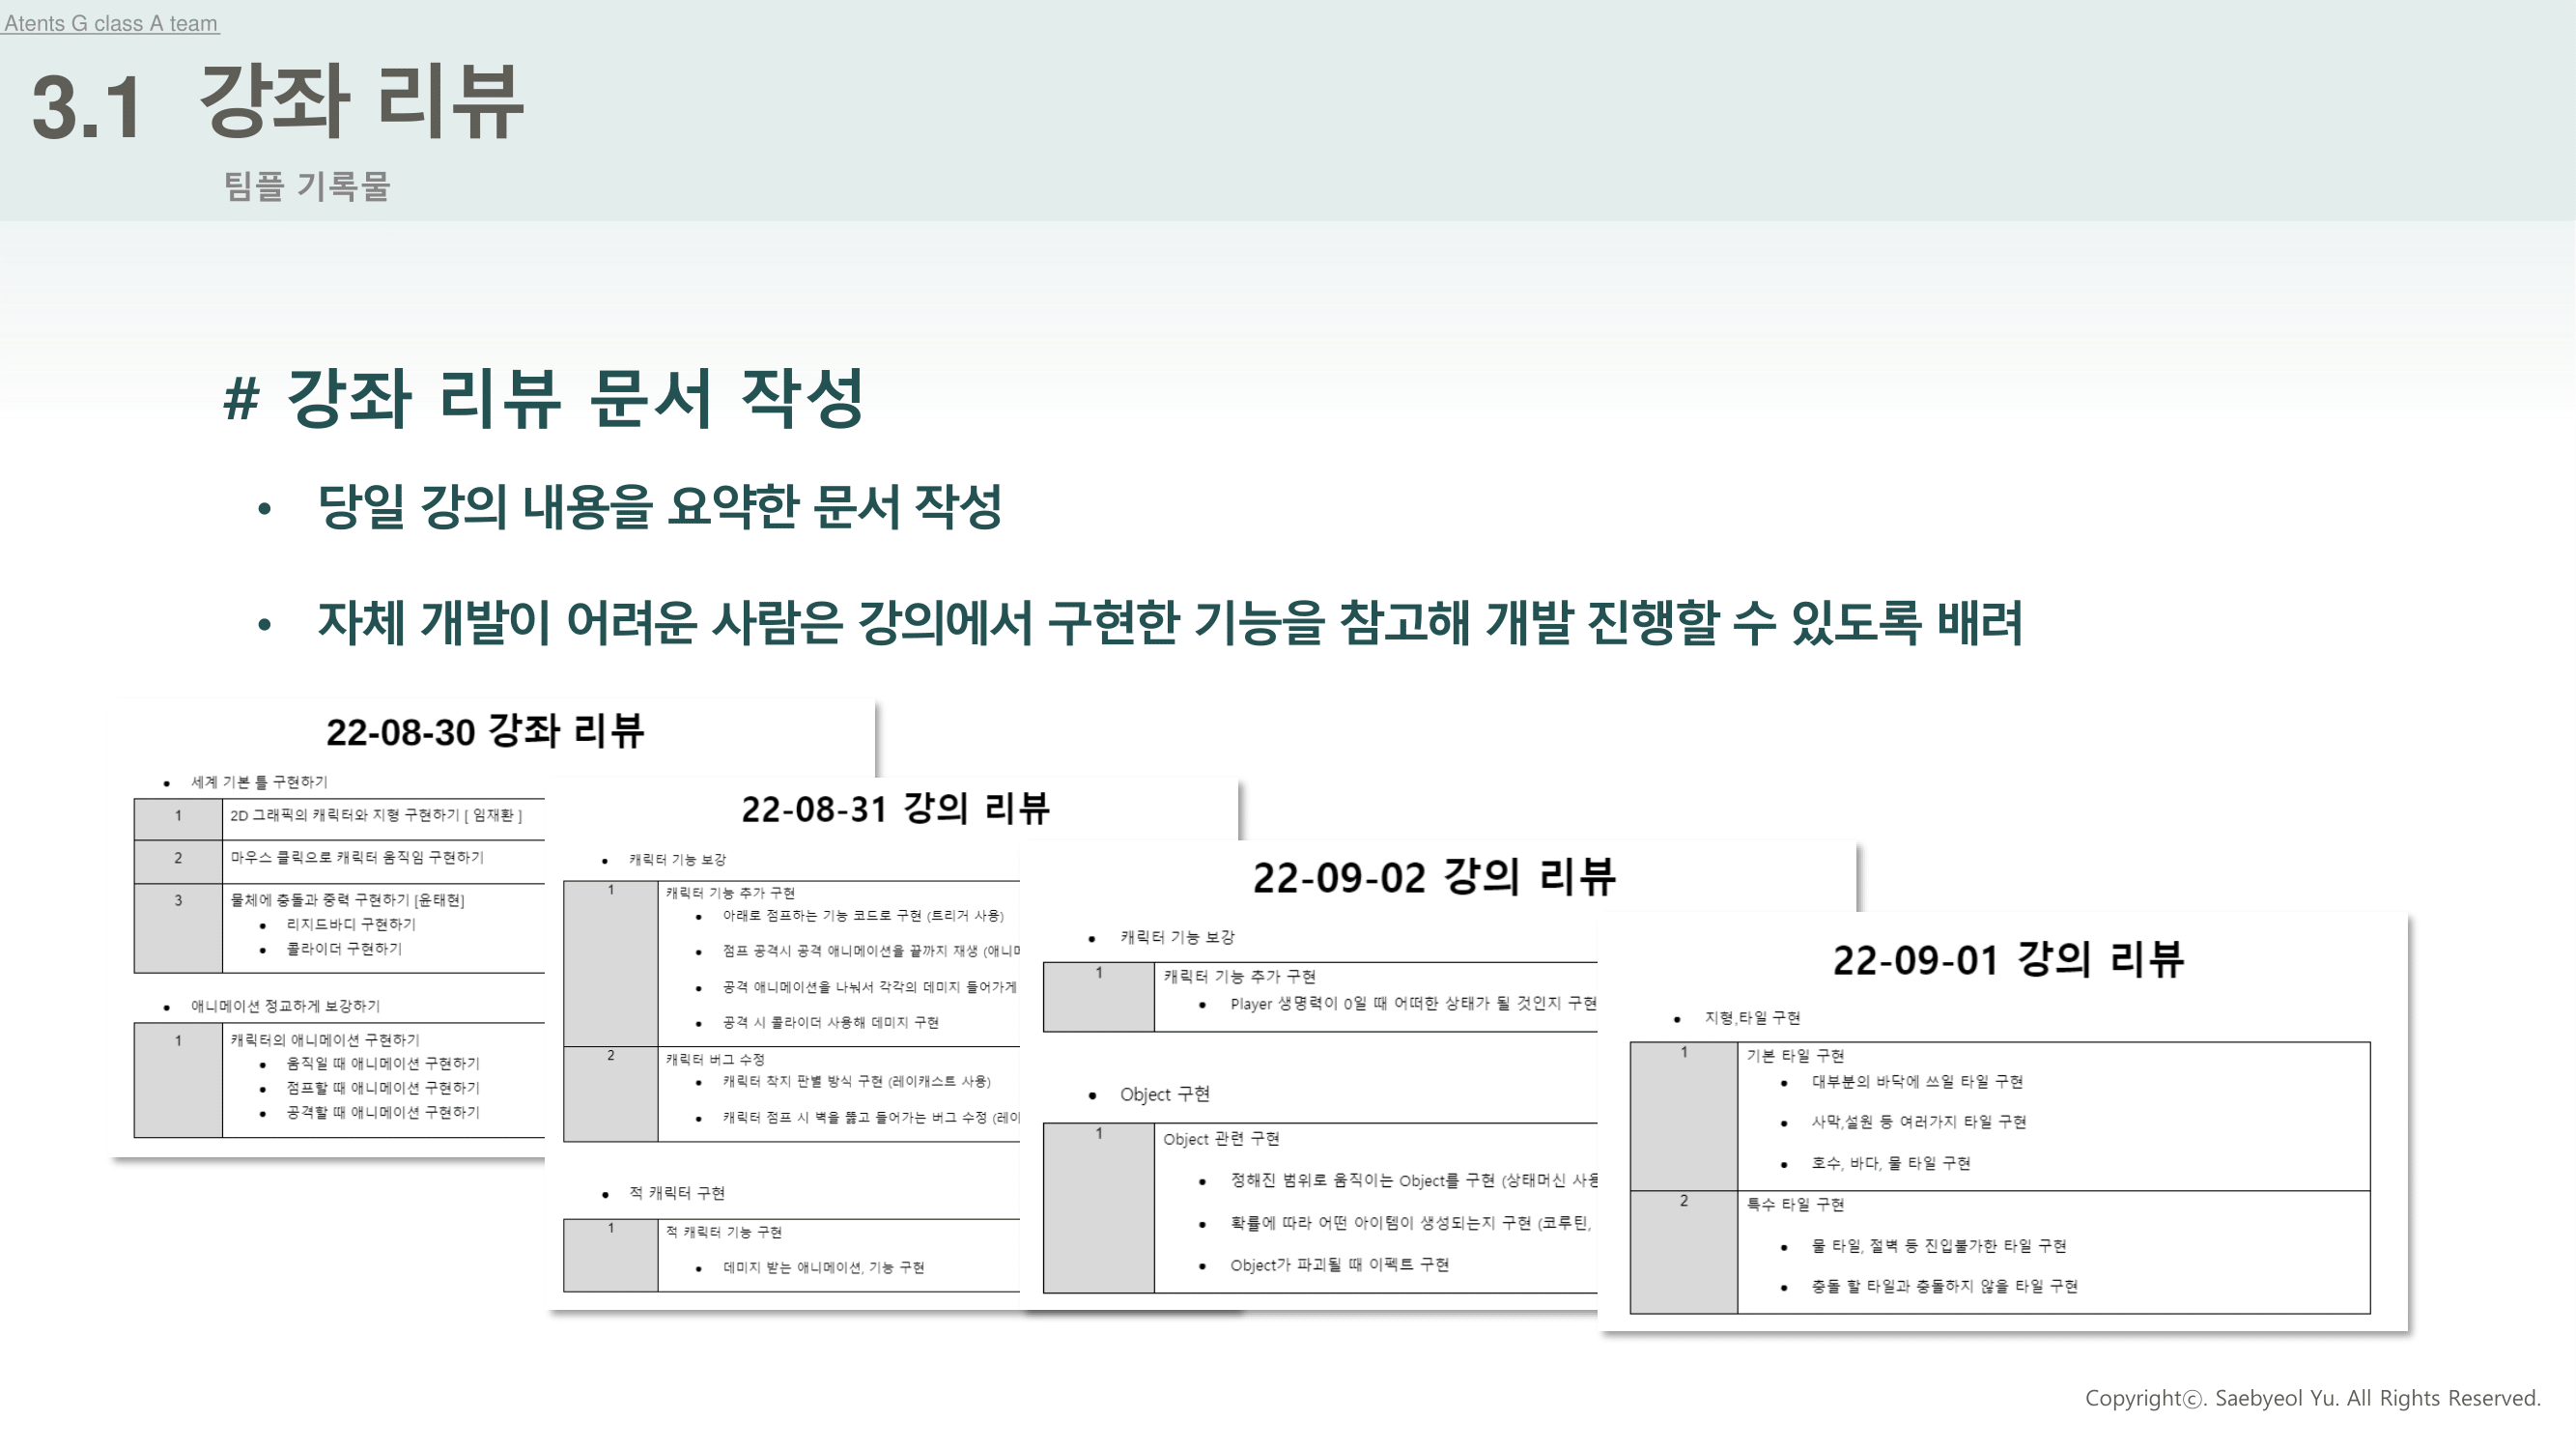 Atents G class A team
3.1 강좌 리뷰
팀플 기록물
# 강좌 리뷰 문서 작성
• 당일 강의 내용을 요약한 문서 작성
• 자체 개발이 어려운 사람은 강의에서 구현한 기능을 참고해 개발 진행할 수 있도록 배려
22-08-30 강좌 리뷰
• 세계 기본 틀 구현하기
1 2D 그래픽의 캐릭터와 지형 구현하기 [ 임재환 ]
2 마우스 클릭으로 캐릭터 움직임 구현하기
3 물체에 충돌과 중력 구현하기 [윤태현]
• 리지드바디 구현하기
• 콜라이더 구현하기
• 애니메이션 정교하게 보강하기
1 캐릭터의 애니메이션 구현하기
• 움직일 때 애니메이션 구현하기
• 점프할 때 애니메이션 구현하기
• 공격할 때 애니메이션 구현하기
22-08-31 강의 리뷰
• 캐릭터 기능 보강
1 캐릭터 기능 추가 구현
• 아래로 점프하는 기능 코드로 구현 (트리거 사용)
• 점프 공격시 공격 애니메이션을 끝까지 재생 (애니
• 공격 애니메이션을 나눠서 각각의 데미지 들어가게
• 공격 시 콜라이더 사용해 데미지 구현
2 캐릭터 버그 수정
• 캐릭터 착지 판별 방식 구현 (레이캐스트 사용)
• 캐릭터 점프 시 벽을 뚫고 들어가는 버그 수정 (레이
• 적 캐릭터 구현
1 적 캐릭터 기능 구현
• 데미지 받는 애니메이션, 기능 구현
22-09-02 강의 리뷰
• 캐릭터 기능 보강
1 캐릭터 기능 추가 구현
• Player 생명력이 0일 때 어떠한 상태가 될 것인지 구현
• Object 구현
1 Object 관련 구현
• 정해진 범위로 움직이는 Object를 구현 (상태머신 사용
• 확률에 따라 어떤 아이템이 생성되는지 구현 (코루틴,
• Object가 파괴될 때 이펙트 구현
22-09-01 강의 리뷰
• 지형,타일 구현
1 기본 타일 구현
• 대부분의 바닥에 쓰일 타일 구현
• 사막,설원 등 여러가지 타일 구현
• 호수, 바다, 물 타일 구현
2 특수 타일 구현
• 물 타일, 절벽 등 진입불가한 타일 구현
• 충돌 할 타일과 충돌하지 않을 타일 구현
Copyrightⓒ. Saebyeol Yu. All Rights Reserved.